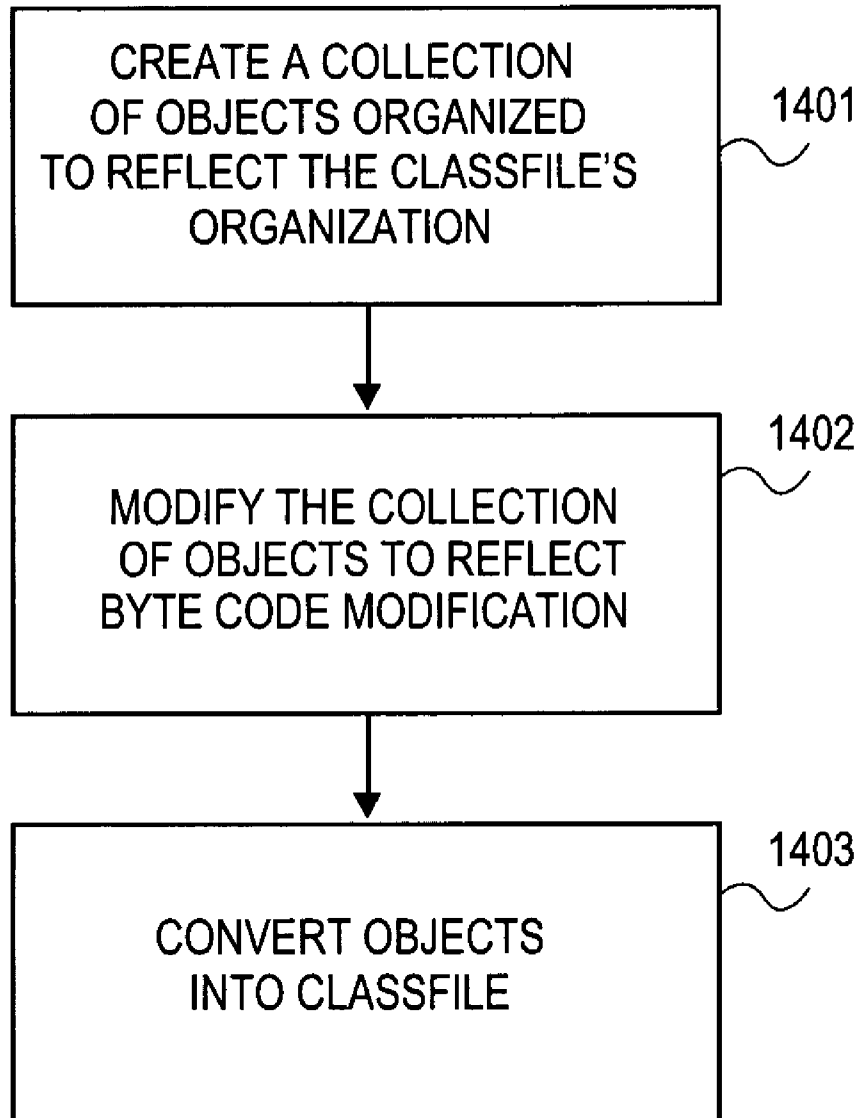 CREATE A COLLECTION
OF OBJECTS ORGANIZED
TO REFLECT THE CLASSFILE'S
ORGANIZATION
1401
MODIFY THE COLLECTION
OF OBJECTS TO REFLECT
BYTE CODE MODIFICATION
1402
CONVERT OBJECTS
INTO CLASSFILE
1403